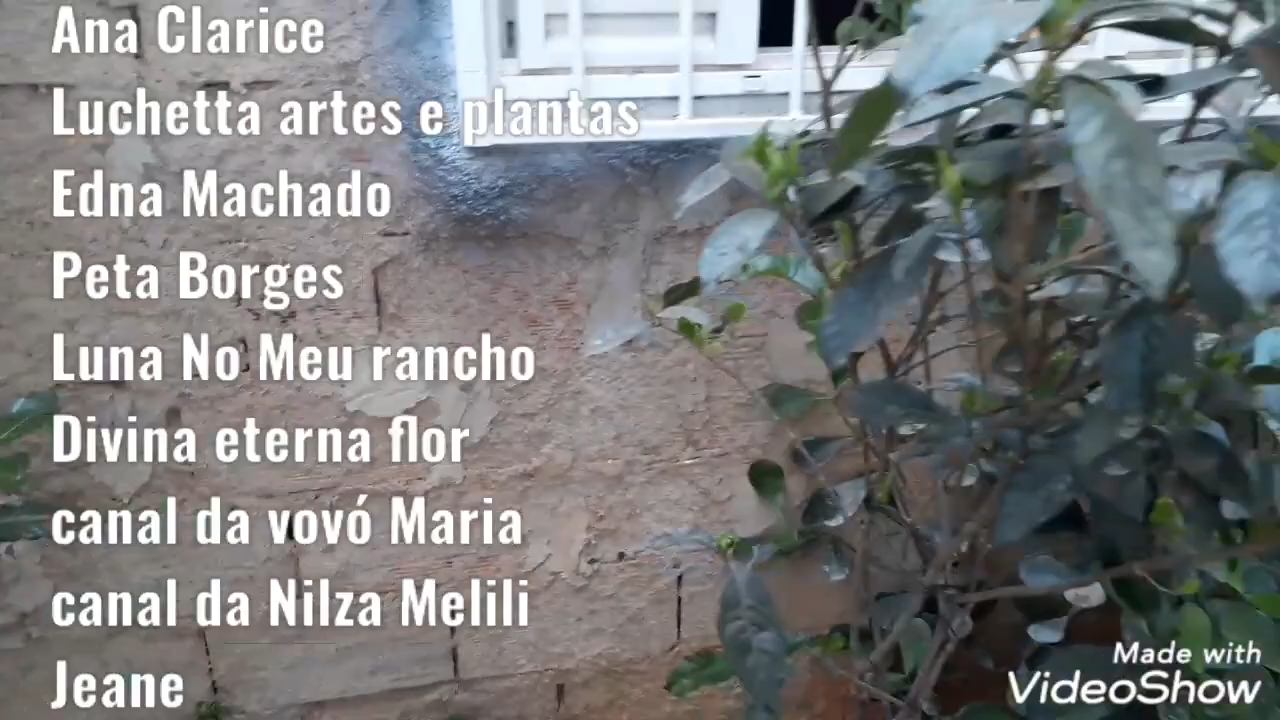 Ana Clarice
Luchetta artes e plantas
Edna Machado
Peta Borges
Luna No Meu rancho
Divina eterna flor
canal da vovó Maria
canal da Nilza Melili
Jeane
Made with
VideoShow